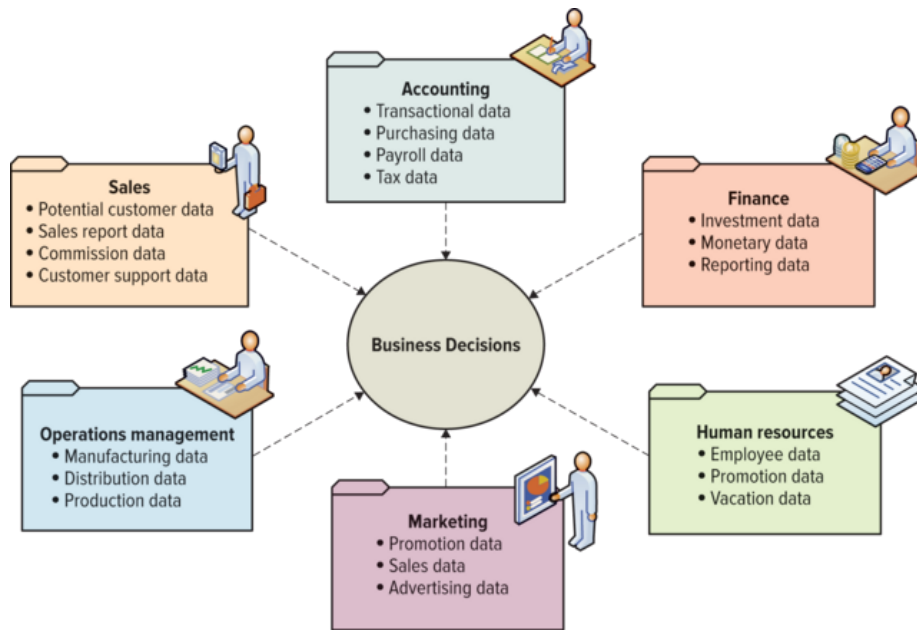 Accounting
• Transactional data
• Purchasing data
• Payroll data
• Tax data
Sales
• Potential customer data
• Sales report data
• Commission data
• Customer support data
Finance
• Investment data
• Monetary data
• Reporting data
Business Decisions
Operations management
• Manufacturing data
• Distribution data
• Production data
Human resources
• Employee data
• Promotion data
• Vacation data
Marketing
• Promotion data
• Sales data
• Advertising data